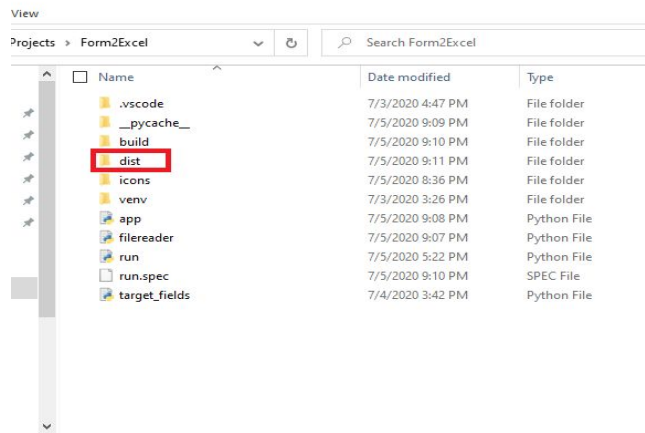 View
Projects > Form2Excel Search Form2Excel
Name Date modified Type
.vscode 7/3/2020 4:47 PM File folder
__pycache__ 7/5/2020 9:09 PM File folder
build 7/5/2020 9:10 PM File folder
dist 7/5/2020 9:11 PM File folder
icons 7/5/2020 8:36 PM File folder
venv 7/3/2020 3:26 PM File folder
app 7/5/2020 9:08 PM Python File
filereader 7/5/2020 9:07 PM Python File
run 7/5/2020 5:22 PM Python File
run.spec 7/5/2020 9:10 PM SPEC File
target_fields 7/4/2020 3:42 PM Python File